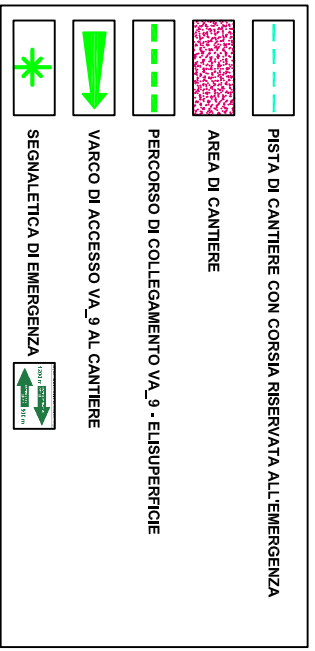 PISTA DI CANTIERE CON CORSIA RISERVATA ALL'EMERGENZA
AREA DI CANTIERE
PERCORSO DI COLLEGAMENTO VA_9 - ELISUPERFICIE
VARCO DI ACCESSO VA_9 AL CANTIERE
SEGNALETICA DI EMERGENZA
1200 m